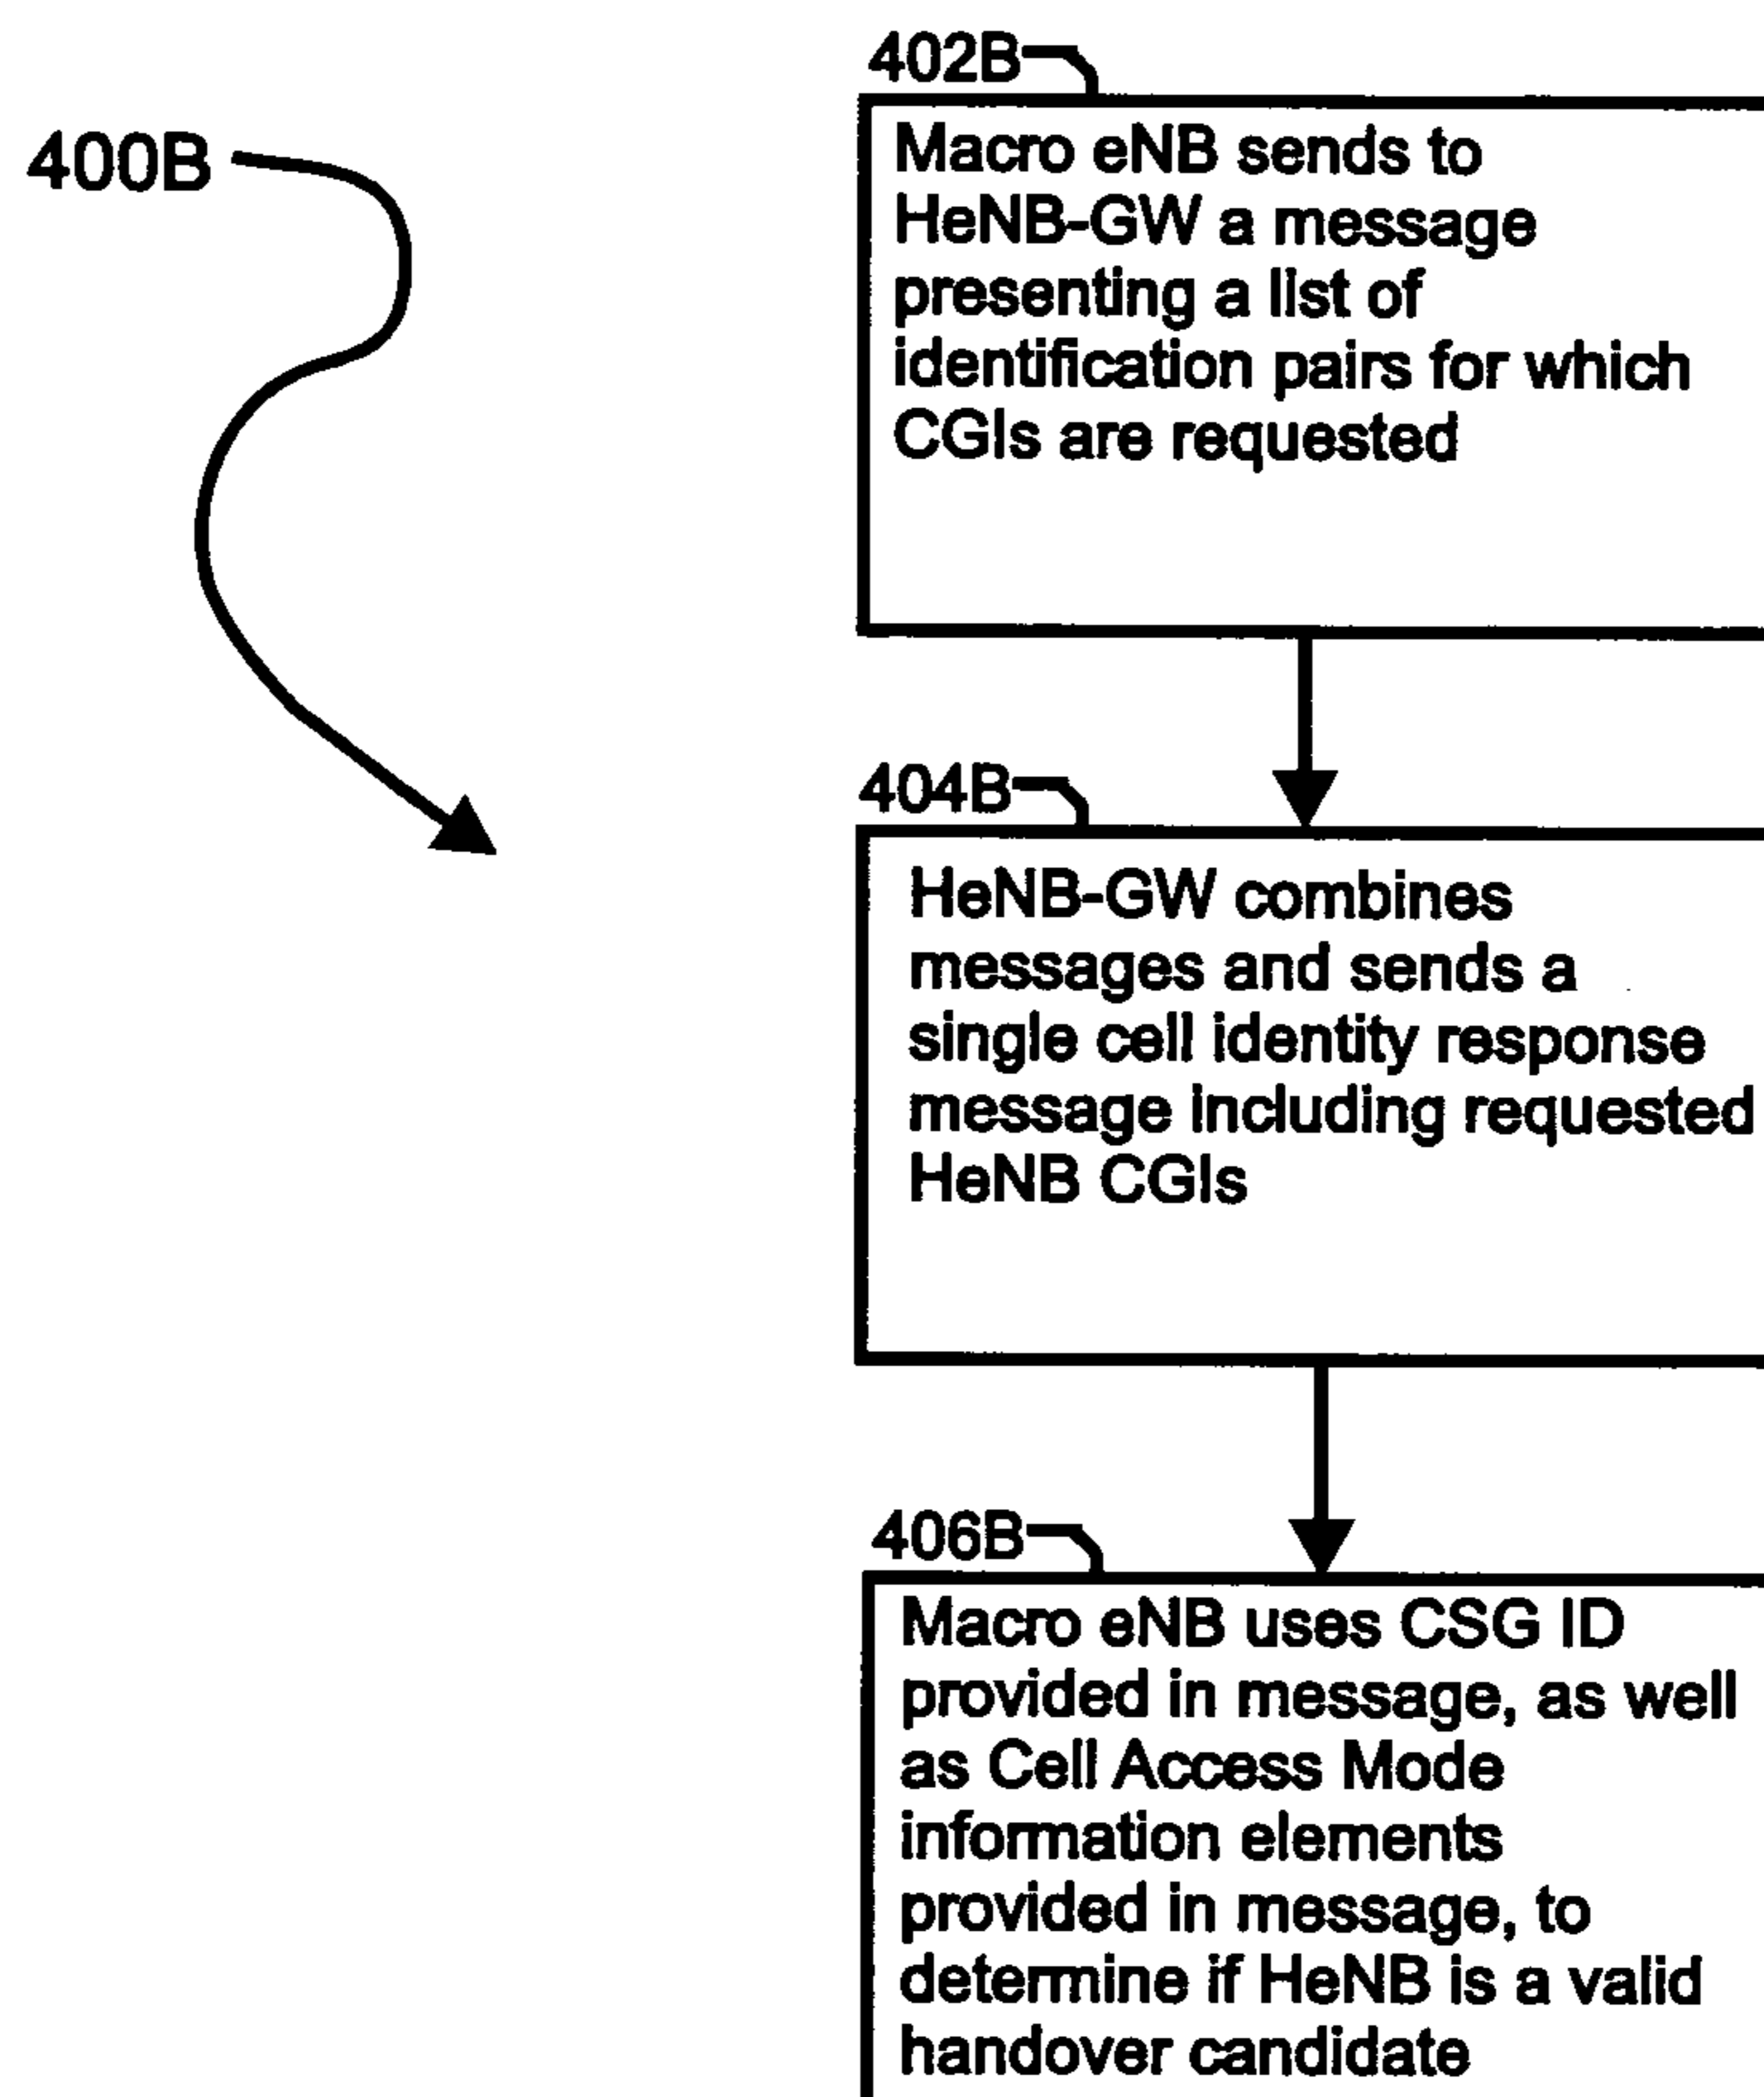 402B
400B
Macro eNB sends to
HeNB-GW a message
presenting a list of
identification pairs for which
CGIs are requested
404B
HeNB-GW combines
messages and sends a
single cell identity response
message including requested
HeNB CGIs
406B
Macro eNB uses CSG ID
provided in message, as well
as Cell Access Mode
information elements
provided in message, to
determine if HeNB is a valid
handover candidate